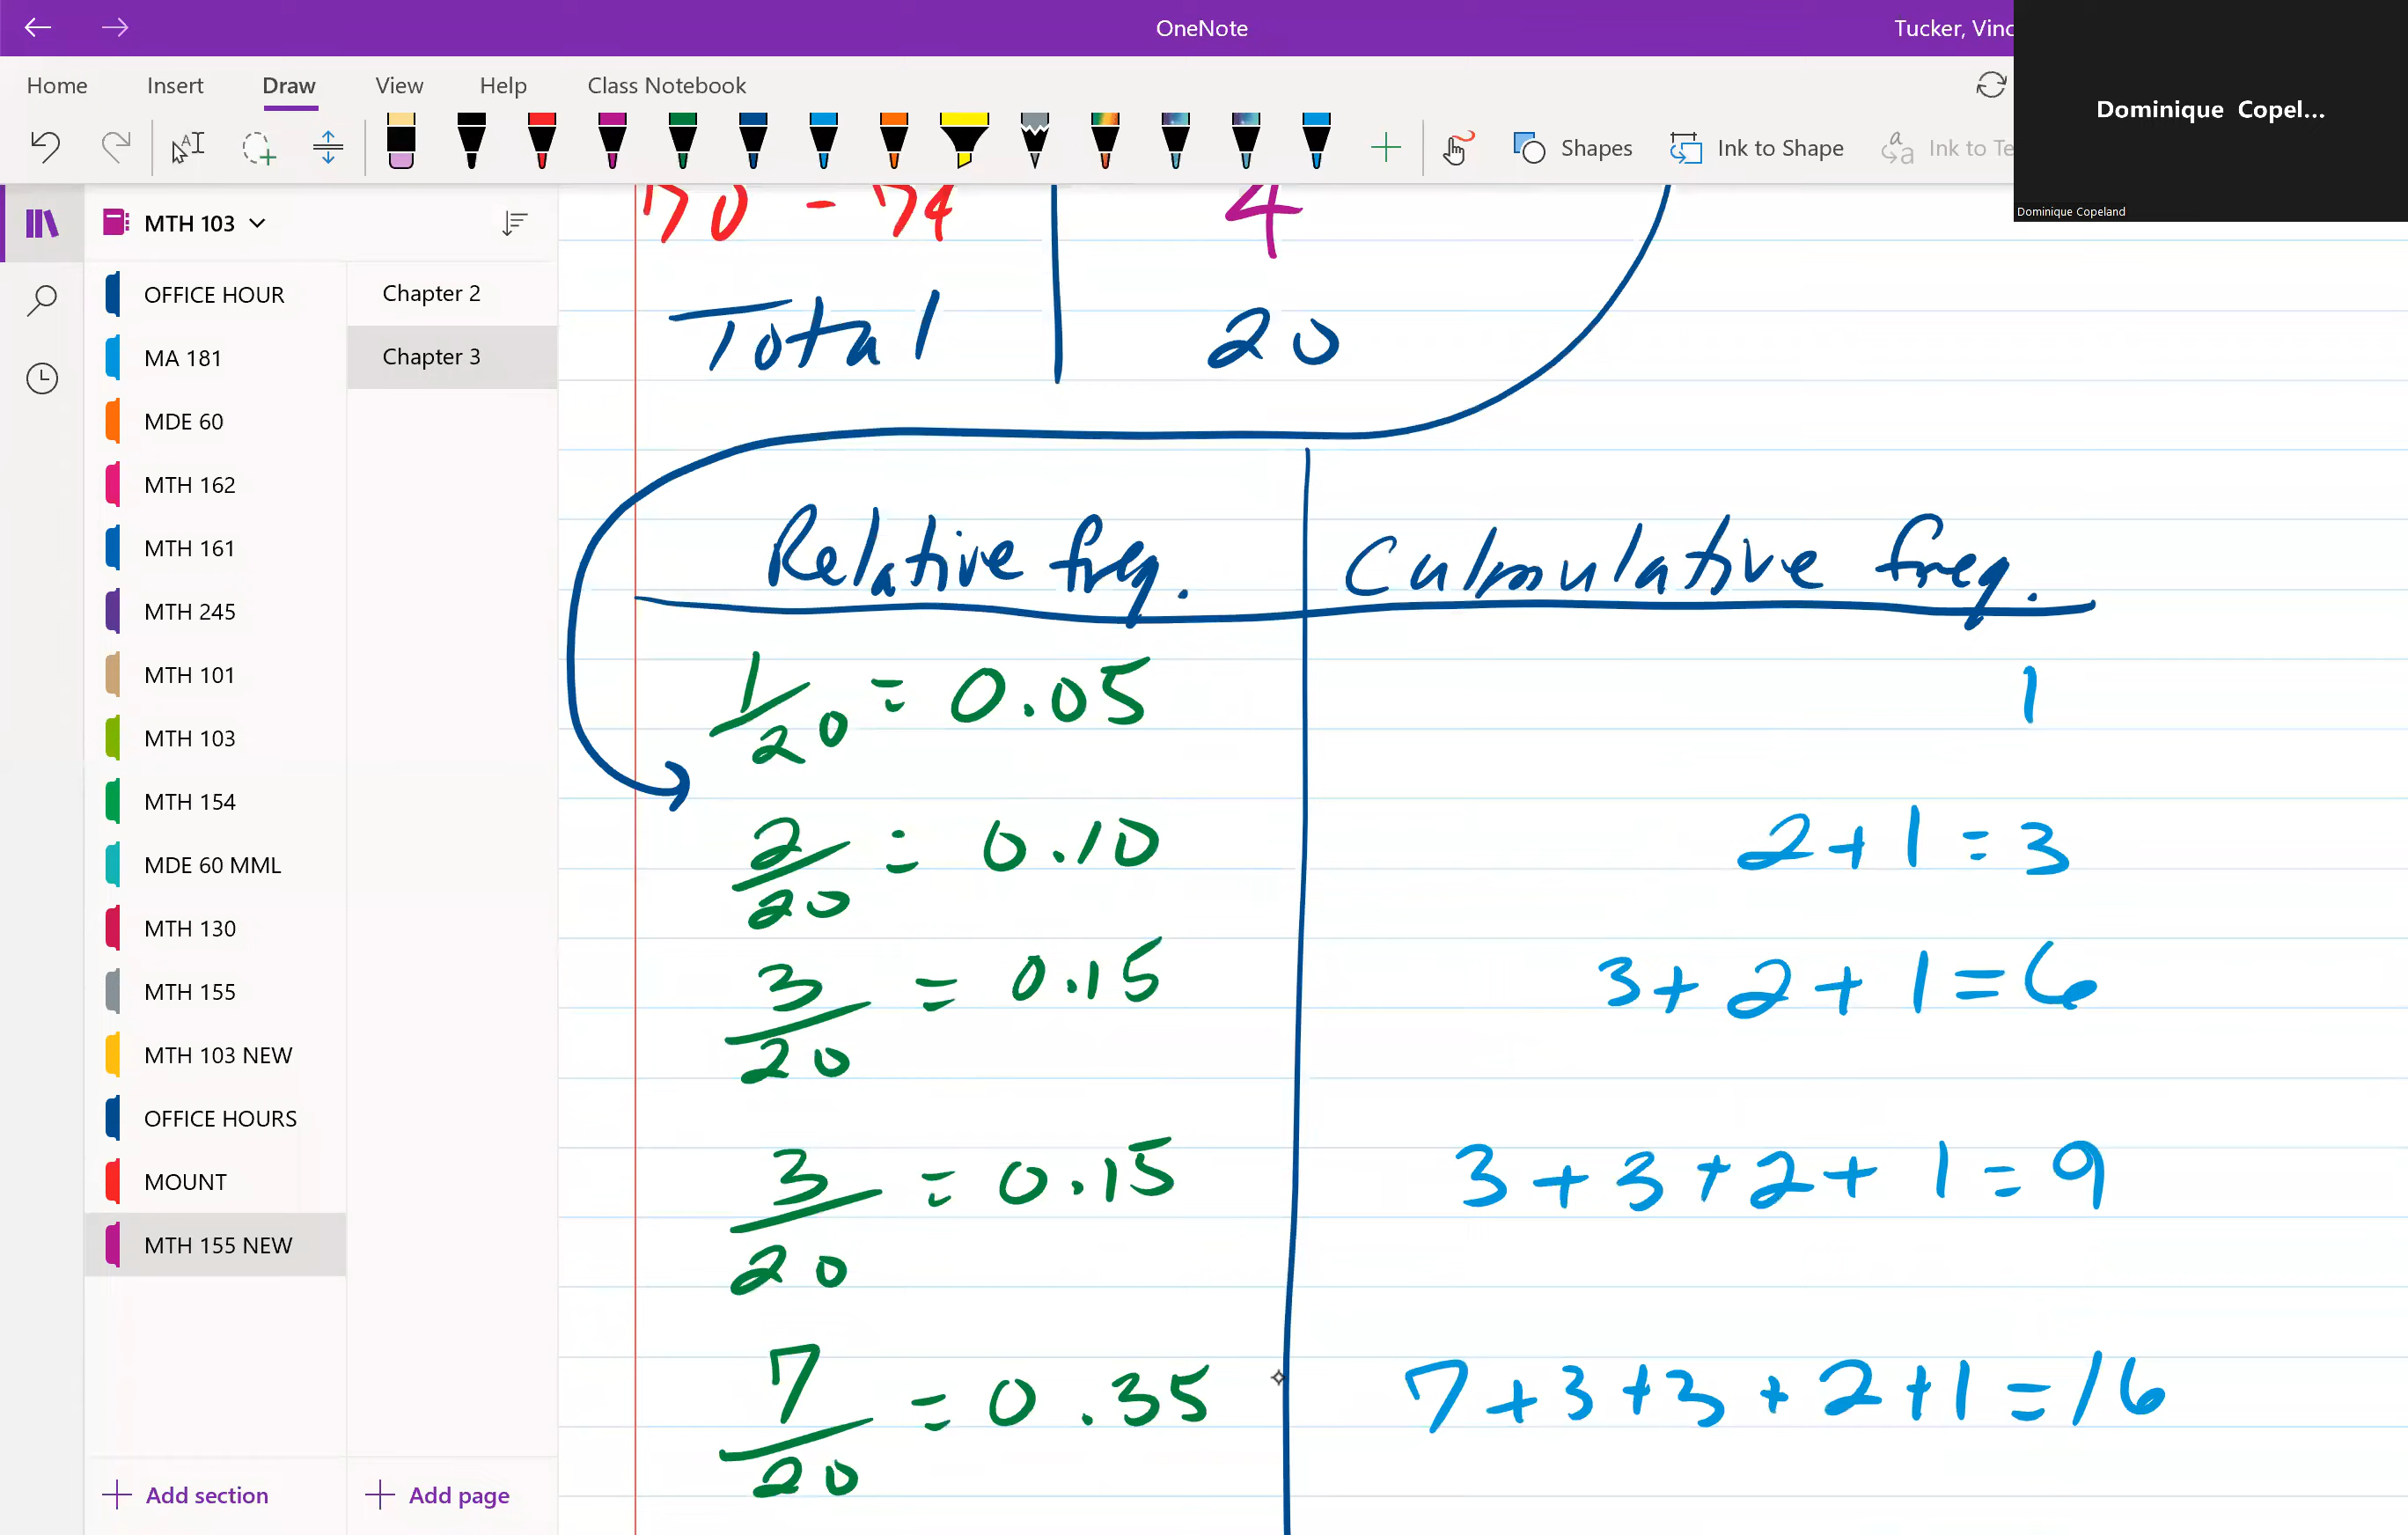 OneNote
Tucker, Vinc
Dominique Copel...
Dominique Copeland
Home Insert Draw View Help Class Notebook
Shapes Ink to Shape Ink to Te
MTH 103
OFFICE HOUR
MA 181
MDE 60
MTH 162
MTH 161
MTH 245
MTH 101
MTH 103
MTH 154
MDE 60 MML
MTH 130
MTH 155
MTH 103 NEW
OFFICE HOURS
MOUNT
MTH 155 NEW
Add section
Chapter 2
Chapter 3
Add page
70 - 74 4
Total 20
Relative freq. Culmulative freq.
1/20 = 0.05 1
2/20 = 0.10 2+1=3
3/20 = 0.15 3+2+1=6
3/20 = 0.15 3+3+2+1=9
7/20 = 0.35 7+3+3+2+1=16